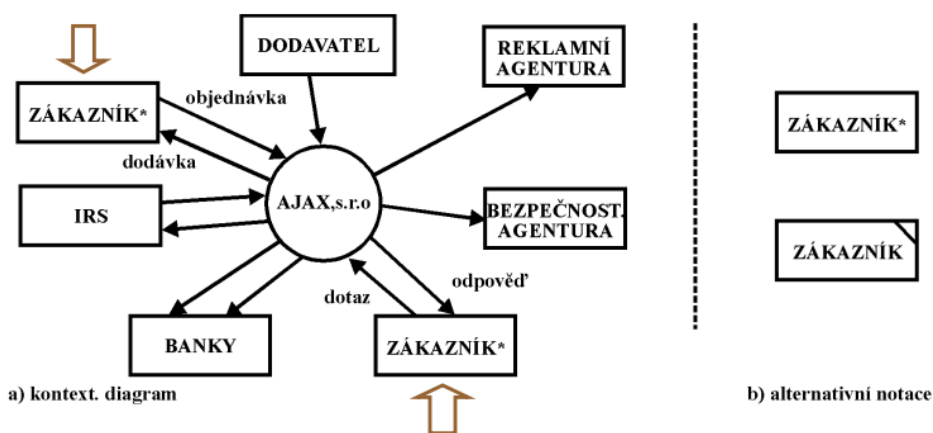 DODAVATEL
REKLAMNÍ
AGENTURA
ZÁKAZNÍK*
objednávka
dodávka
ZÁKAZNÍK*
IRS
AJAX,s.r.o
BEZPEČNOST.
AGENTURA
ZÁKAZNÍK
odpověď
dotaz
BANKY
ZÁKAZNÍK*
a) kontext. diagram
b) alternativní notace